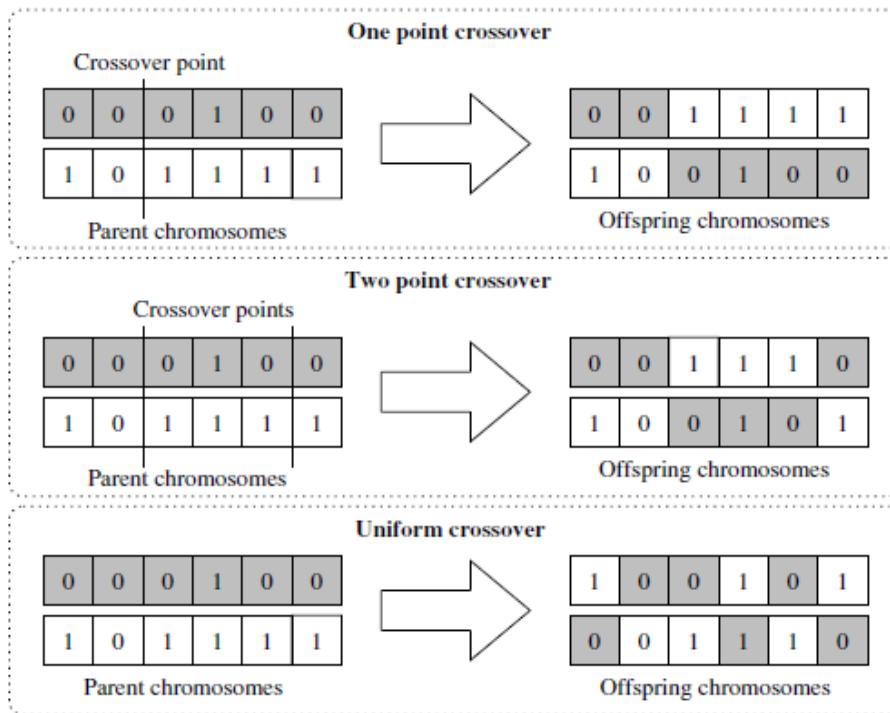 One point crossover
Crossover point
0 0 0 1 0 0
1 0 1 1 1 1
Parent chromosomes
0 0 1 1 1 1
1 0 0 1 0 0
Offspring chromosomes
Two point crossover
Crossover points
0 0 0 1 0 0
1 0 1 1 1 1
Parent chromosomes
0 0 1 1 1 0
1 0 0 1 0 1
Offspring chromosomes
Uniform crossover
0 0 0 1 0 0
1 0 1 1 1 1
Parent chromosomes
1 0 0 1 0 1
0 0 1 1 1 0
Offspring chromosomes